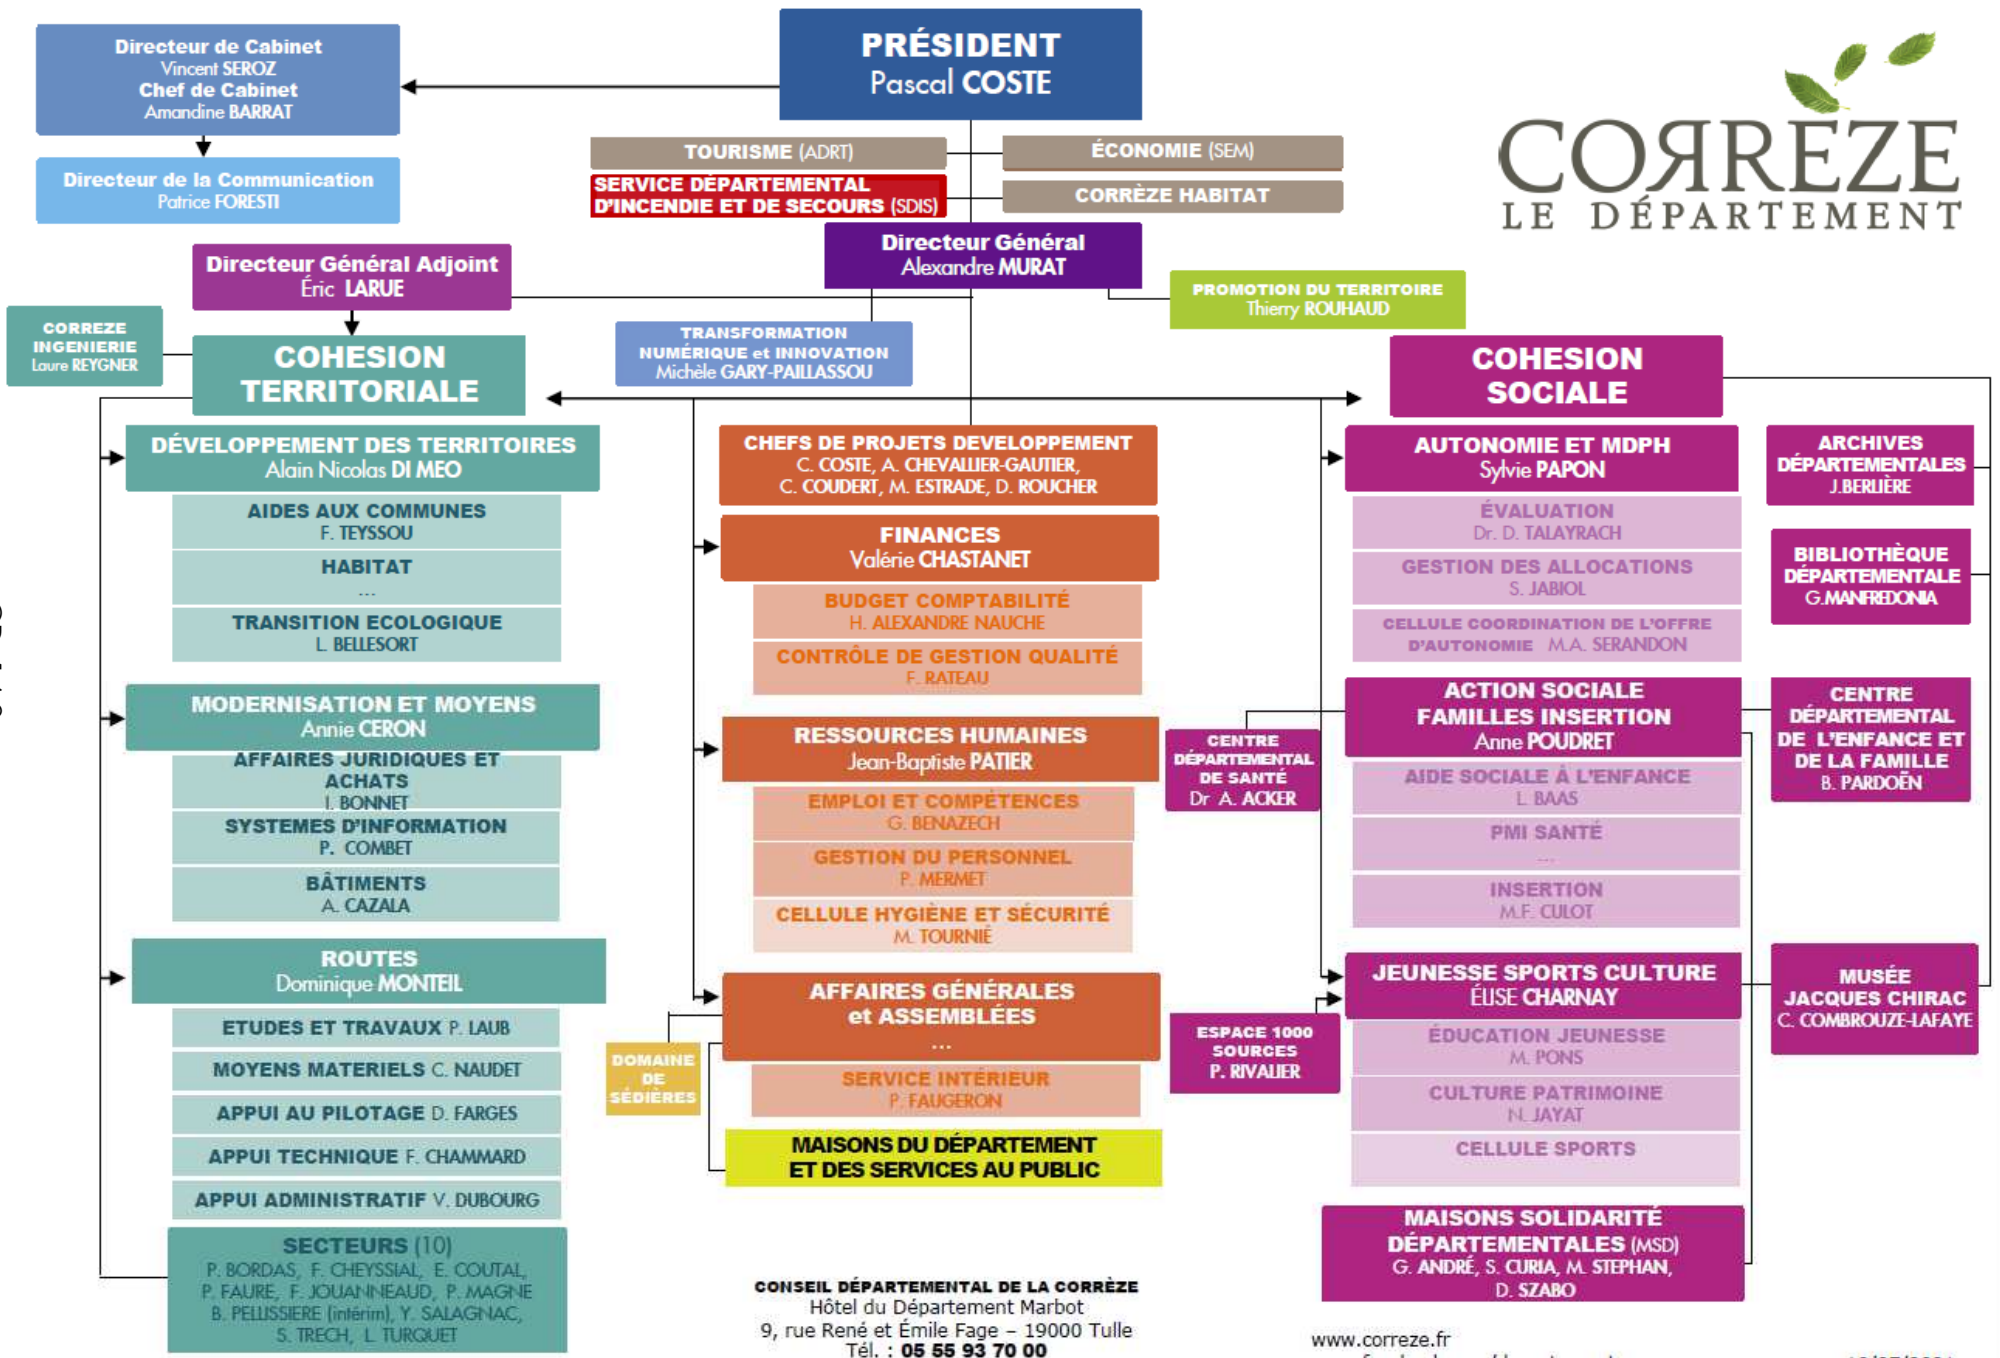 Directeur de Cabinet
Vincent SEROZ
Chef de Cabinet
Amandine BARRAT
Directeur de la Communication
Patrice FORESTI
PRÉSIDENT
Pascal COSTE
TOURISME (ADRT)
ÉCONOMIE (SEM)
SERVICE DÉPARTEMENTAL
D'INCENDIE ET DE SECOURS (SDIS)
CORRÈZE HABITAT
CORRÈZE
LE DÉPARTEMENT
Directeur Général
Alexandre MURAT
Directeur Général Adjoint
Éric LARUE
PROMOTION DU TERRITOIRE
Thierry ROUHAUD
CORREZE
INGENIERIE
Laure REYGNER
COHESION
TERRITORIALE
TRANSFORMATION
NUMÉRIQUE et INNOVATION
Michèle GARY-PAILLASSOU
COHESION
SOCIALE
DÉVELOPPEMENT DES TERRITOIRES
Alain Nicolas DI MEO
AIDES AUX COMMUNES
F. TEYSSOU
HABITAT
...
TRANSITION ECOLOGIQUE
L. BELLESORT
MODERNISATION ET MOYENS
Annie CERON
AFFAIRES JURIDIQUES ET
ACHATS
I. BONNET
SYSTEMES D'INFORMATION
P. COMBET
BÂTIMENTS
A. CAZALA
ROUTES
Dominique MONTEIL
ETUDES ET TRAVAUX P. LAUB
MOYENS MATERIELS C. NAUDET
APPUI AU PILOTAGE D. FARGES
APPUI TECHNIQUE F. CHAMMARD
APPUI ADMINISTRATIF V. DUBOURG
SECTEURS (10)
P. BORDAS, F. CHEYSSIAL, E. COUTAL,
P. FAURE, F. JOUANNEAUD, P. MAGNE
B. PELISSIERE (intérim), Y. SALAGNAC,
S. TRECH, L. TURQUET
CHEFS DE PROJETS DEVELOPPEMENT
C. COSTE, A. CHEVALLIER-GAUTIER,
C. COUDERT, M. ESTRADE, D. ROUCHER
FINANCES
Valérie CHASTANET
BUDGET COMPTABILITÉ
H. ALEXANDRE NAUCHE
CONTRÔLE DE GESTION QUALITÉ
F. RATEAU
RESSOURCES HUMAINES
Jean-Baptiste PATIER
EMPLOI ET COMPÉTENCES
G. BENAZECH
GESTION DU PERSONNEL
P. MERMET
CELLULE HYGIÈNE ET SÉCURITÉ
M. TOURNIÉ
AFFAIRES GÉNÉRALES
et ASSEMBLÉES
...
DOMAINE
DE
SÉDIÈRES
SERVICE INTÉRIEUR
P. FAUGERON
MAISONS DU DÉPARTEMENT
ET DES SERVICES AU PUBLIC
AUTONOMIE ET MDPH
Sylvie PAPON
ÉVALUATION
Dr. D. TALAYRACH
GESTION DES ALLOCATIONS
S. JABIOL
CELLULE COORDINATION DE L'OFFRE
D'AUTONOMIE M.A. SERANDON
ACTION SOCIALE
FAMILLES INSERTION
Anne POUDRET
CENTRE
DÉPARTEMENTAL
DE SANTÉ
Dr A. ACKER
AIDE SOCIALE À L'ENFANCE
L. BAAS
PMI SANTÉ
...
INSERTION
M.F. CULOT
JEUNESSE SPORTS CULTURE
ÉLISE CHARNAY
ESPACE 1000
SOURCES
P. RIVALIER
ÉDUCATION JEUNESSE
M. PONS
CULTURE PATRIMOINE
N. JAYAT
CELLULE SPORTS
MAISONS SOLIDARITÉ
DÉPARTEMENTALES (MSD)
G. ANDRÉ, S. CURIA, M. STEPHAN,
D. SZABO
ARCHIVES
DÉPARTEMENTALES
J.BERLIÈRE
BIBLIOTHÈQUE
DÉPARTEMENTALE
G.MANFREDONIA
CENTRE
DÉPARTEMENTAL
DE L'ENFANCE ET
DE LA FAMILLE
B. PARDOËN
MUSÉE
JACQUES CHIRAC
C. COMBROUZE-LAFAYE
CONSEIL DÉPARTEMENTAL DE LA CORRÈZE
Hôtel du Département Marbot
9, rue René et Émile Fage – 19000 Tulle
Tél. : 05 55 93 70 00
www.correze.fr